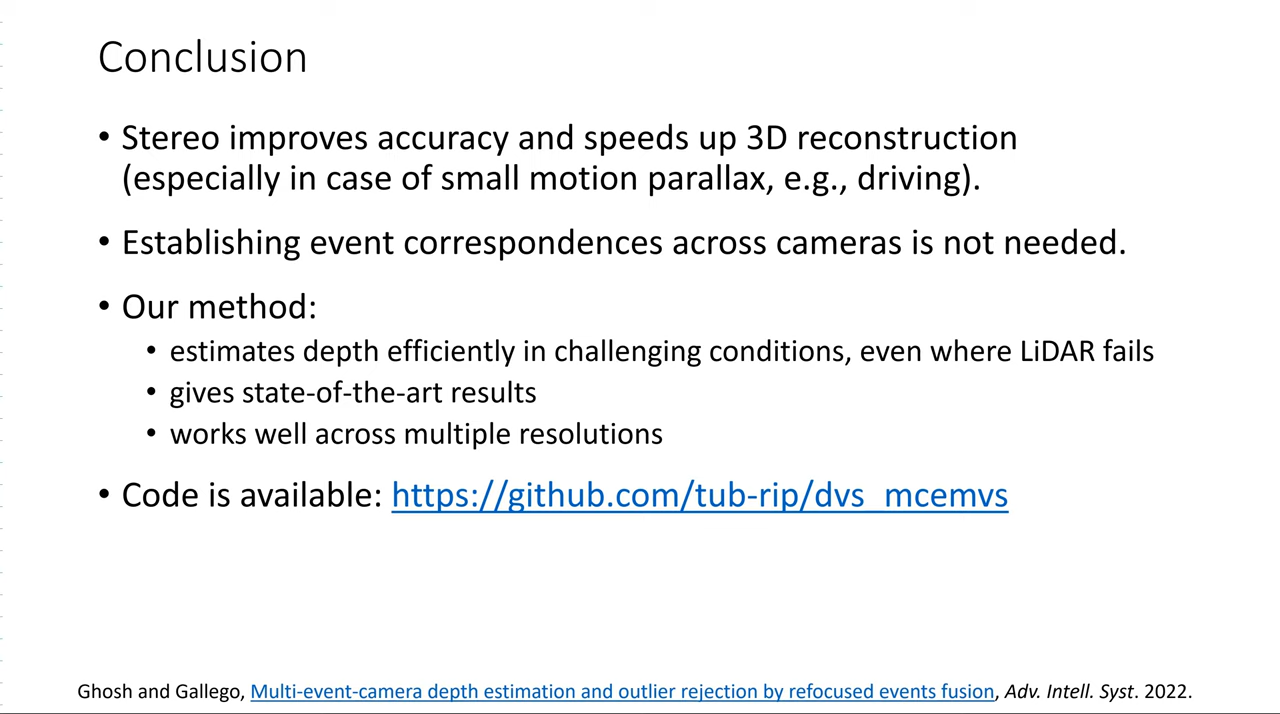 Conclusion
• Stereo improves accuracy and speeds up 3D reconstruction
(especially in case of small motion parallax, e.g., driving).
• Establishing event correspondences across cameras is not needed.
• Our method:
• estimates depth efficiently in challenging conditions, even where LiDAR fails
• gives state-of-the-art results
• works well across multiple resolutions
• Code is available: https://github.com/tub-rip/dvs_mcemvs
Ghosh and Gallego, Multi-event-camera depth estimation and outlier rejection by refocused events fusion, Adv. Intell. Syst. 2022.